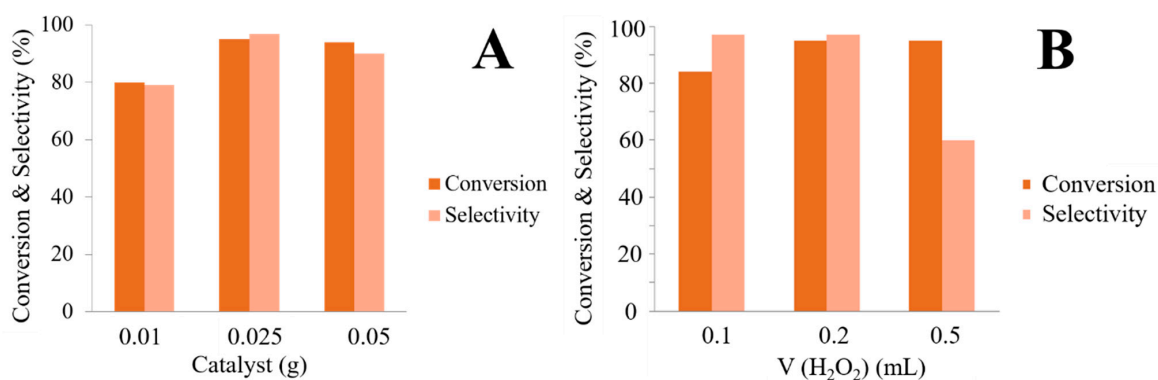 Conversion & Selectivity (%)
100
80
60
40
20
0
0.01 0.025 0.05
Catalyst (g)
A
Conversion
Selectivity
Conversion & Selectivity (%)
100
80
60
40
20
0
0.1 0.2 0.5
V (H₂O₂) (mL)
B
Conversion
Selectivity